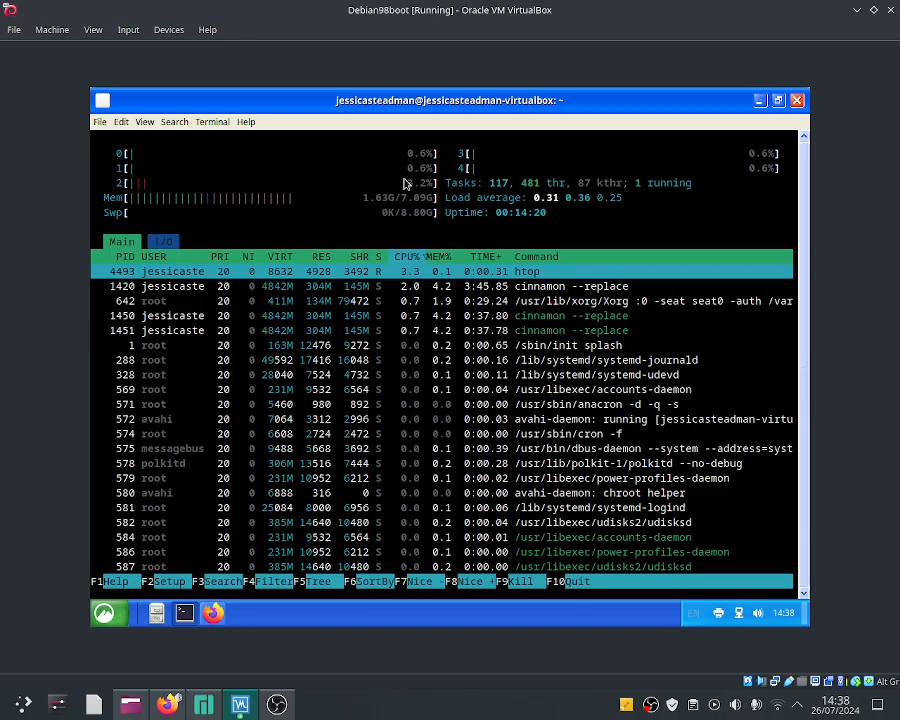 Debian98boot [Running] - Oracle VM VirtualBox
File Machine View Input Devices Help
jessicasteadman@jessicasteadman-virtualbox: ~
File Edit View Search Terminal Help
0[| 0.6%] 3[| 0.6%]
1[| 0.6%] 4[| 0.6%]
2[||| 3.2%] Tasks: 117, 481 thr, 87 kthr; 1 running
Mem[ 1.63G/7.09G] Load average: 0.31 0.36 0.25
Swp[ 0K/8.80G] Uptime: 00:14:20
Main I/O
PID USER PRI NI VIRT RES SHR S CPU%▽MEM% TIME+ Command
4493 jessicaste 20 0 8632 4928 3492 R 3.3 0.1 0:00.31 htop
1420 jessicaste 20 0 4842M 304M 145M S 2.0 4.2 3:45.85 cinnamon --replace
642 root 20 0 411M 134M 79472 S 0.7 1.9 0:29.24 /usr/lib/xorg/Xorg :0 -seat seat0 -auth /var
1450 jessicaste 20 0 4842M 304M 145M S 0.7 4.2 0:37.80 cinnamon --replace
1451 jessicaste 20 0 4842M 304M 145M S 0.7 4.2 0:37.78 cinnamon --replace
1 root 20 0 163M 12476 9272 S 0.0 0.2 0:00.65 /sbin/init splash
288 root 20 0 49592 17416 16048 S 0.0 0.2 0:00.16 /lib/systemd/systemd-journald
328 root 20 0 28040 7524 4732 S 0.0 0.1 0:00.11 /lib/systemd/systemd-udevd
569 root 20 0 231M 9532 6564 S 0.0 0.1 0:00.04 /usr/libexec/accounts-daemon
571 root 20 0 5460 980 892 S 0.0 0.0 0:00.00 /usr/sbin/anacron -d -q -s
572 avahi 20 0 7064 3312 2996 S 0.0 0.0 0:00.03 avahi-daemon: running [jessicasteadman-virtu
574 root 20 0 6608 2724 2472 S 0.0 0.0 0:00.00 /usr/sbin/cron -f
575 messagebus 20 0 9488 5668 3692 S 0.0 0.1 0:00.39 /usr/bin/dbus-daemon --system --address=syst
578 polkitd 20 0 306M 13516 7444 S 0.0 0.2 0:00.28 /usr/lib/polkit-1/polkitd --no-debug
579 root 20 0 231M 9532 6212 S 0.0 0.1 0:00.02 /usr/libexec/power-profiles-daemon
580 avahi 20 0 6888 316 0 S 0.0 0.0 0:00.00 avahi-daemon: chroot helper
581 root 20 0 25084 8000 6956 S 0.0 0.1 0:00.06 /lib/systemd/systemd-logind
582 root 20 0 385M 14640 10480 S 0.0 0.2 0:00.04 /usr/libexec/udisks2/udisksd
584 root 20 0 231M 9532 6564 S 0.0 0.1 0:00.01 /usr/libexec/accounts-daemon
586 root 20 0 231M 9532 6212 S 0.0 0.1 0:00.00 /usr/libexec/power-profiles-daemon
587 root 20 0 385M 14640 10480 S 0.0 0.2 0:00.00 /usr/libexec/udisks2/udisksd
F1Help F2Setup F3Search F4Filter F5Tree F6SortBy F7Nice - F8Nice + F9Kill F10Quit
EN 14:38
Alt Gr
14:38
26/07/2024